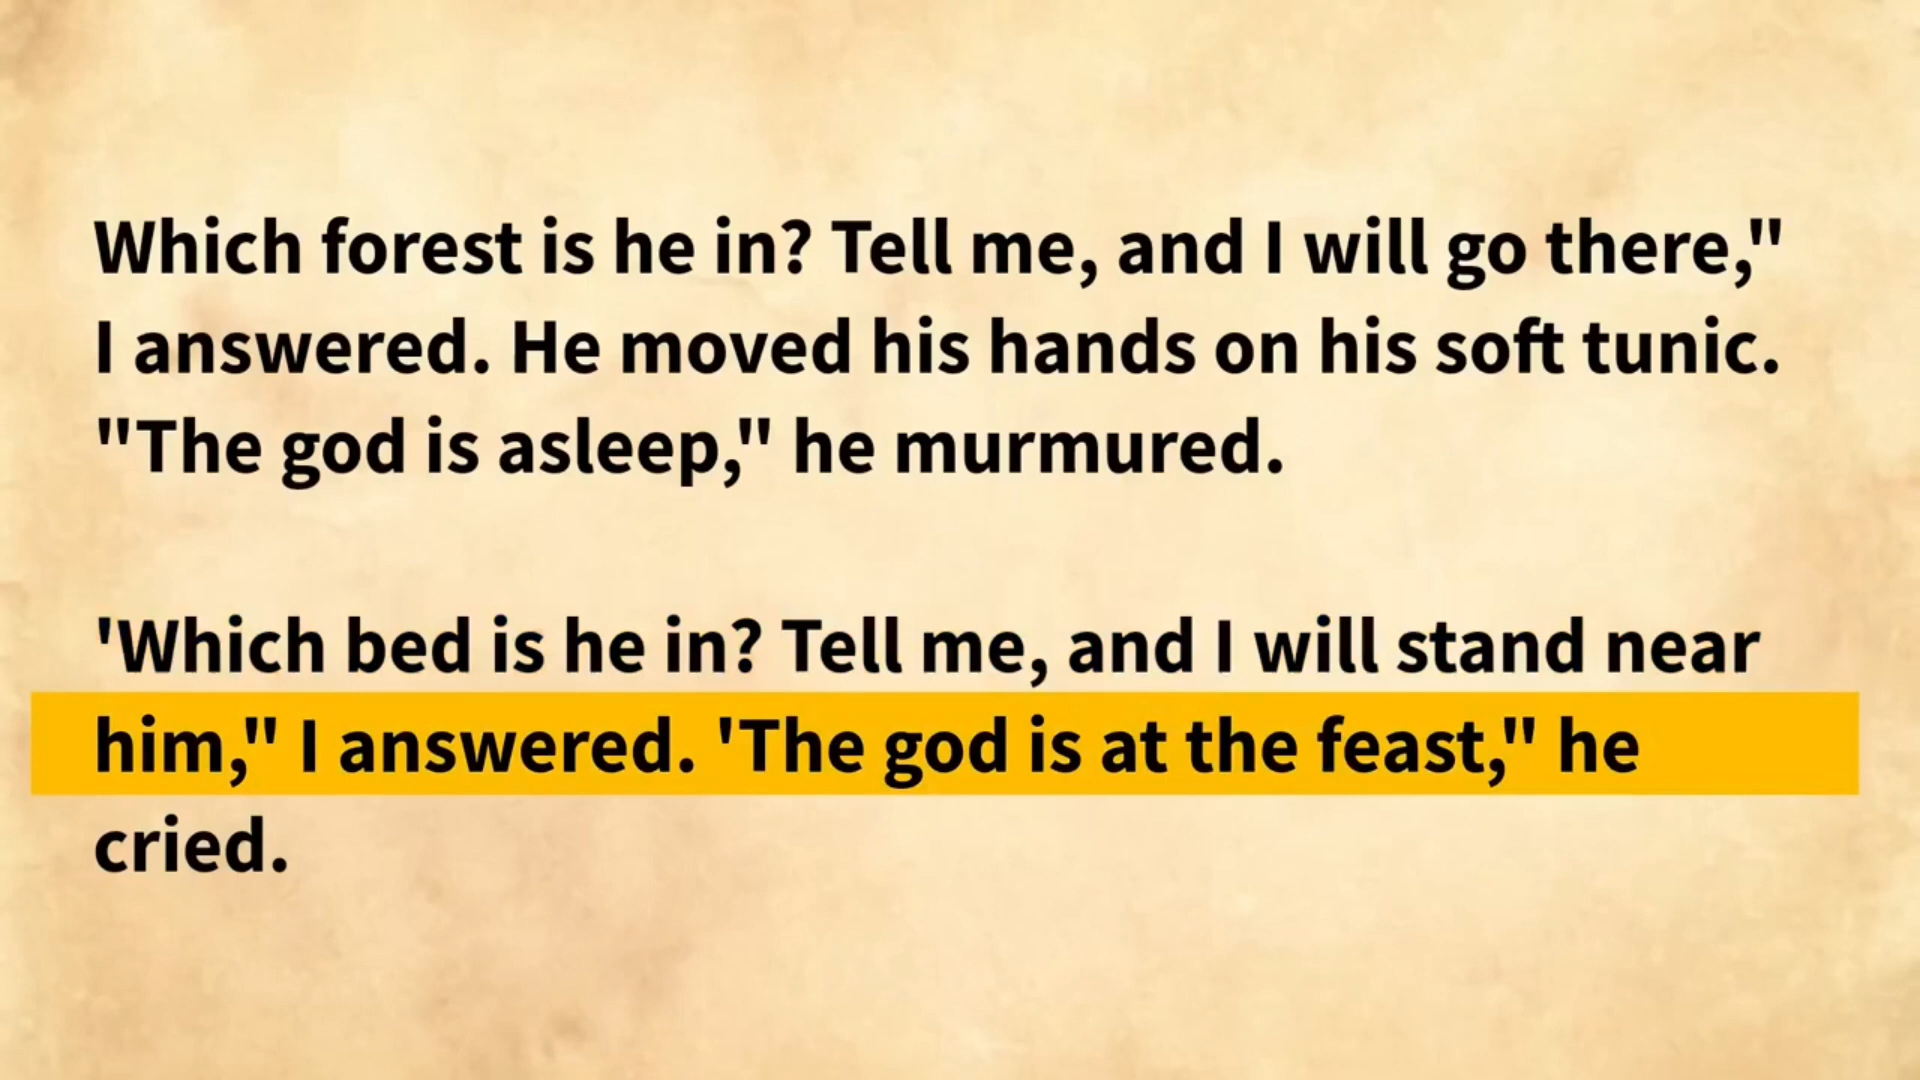 Which forest is he in? Tell me, and I will go there,"
I answered. He moved his hands on his soft tunic.
"The god is asleep," he murmured.
'Which bed is he in? Tell me, and I will stand near
him," I answered. 'The god is at the feast," he
cried.